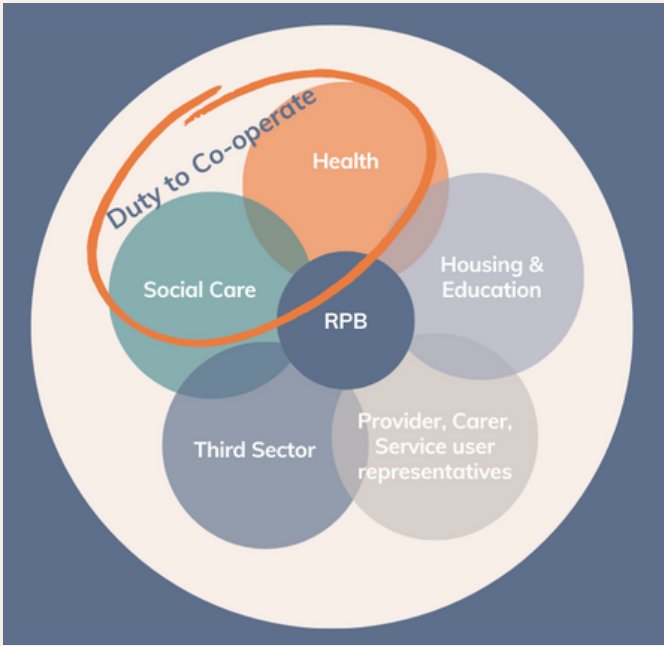 Duty to Co-operate
Health
Social Care
Housing &
Education
RPB
Third Sector
Provider, Carer,
Service user
representatives